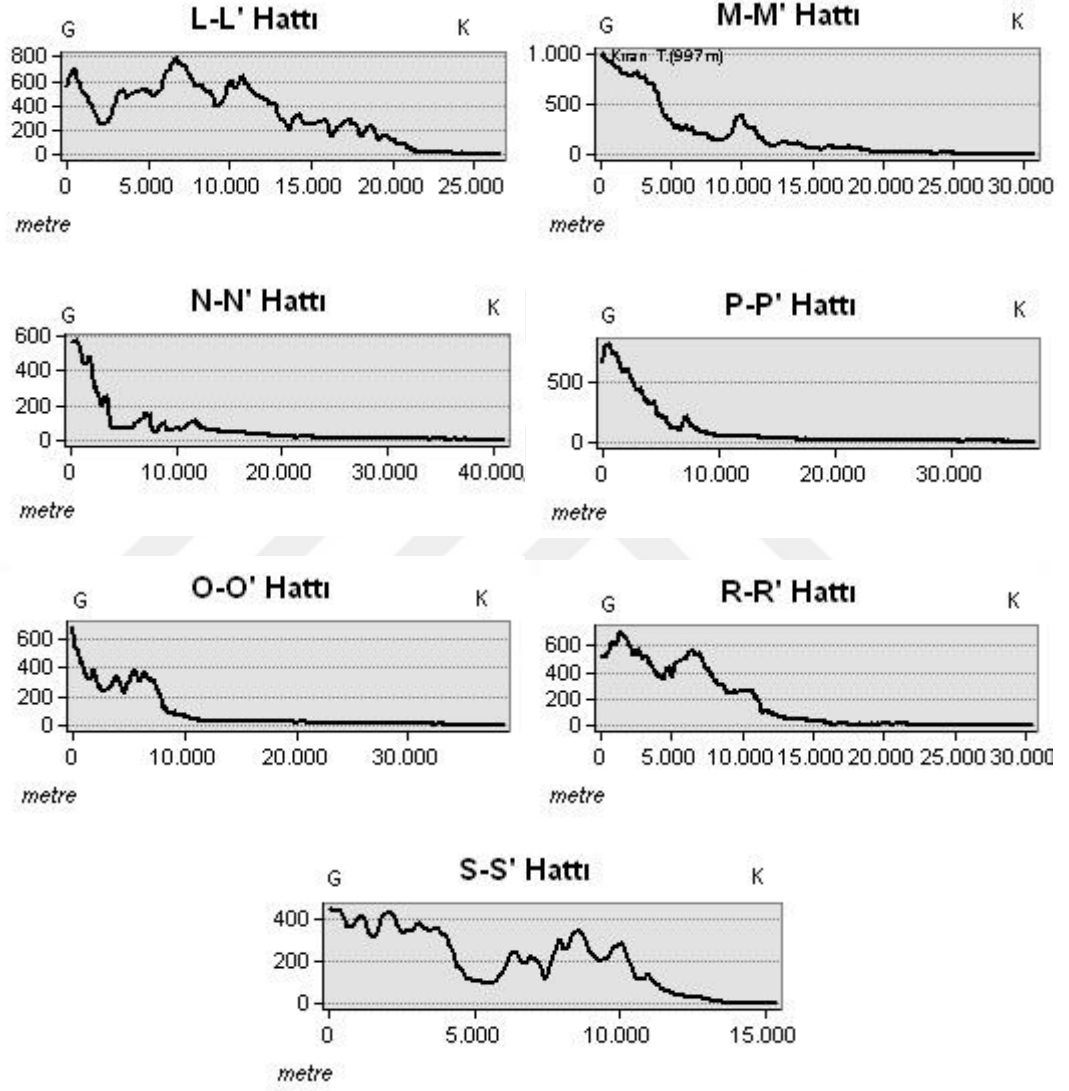 L-L' Hattı
G K
800
600
400
200
0
0 5.000 10.000 15.000 20.000 25.000
metre
M-M' Hattı
G K
1.000
Kıran T.(997 m)
500
0
0 5.000 10.000 15.000 20.000 25.000 30.000
metre
N-N' Hattı
G K
600
400
200
0
0 10.000 20.000 30.000 40.000
metre
P-P' Hattı
G K
500
0
0 10.000 20.000 30.000
metre
O-O' Hattı
G K
600
400
200
0
0 10.000 20.000 30.000
metre
R-R' Hattı
G K
600
400
200
0
0 5.000 10.000 15.000 20.000 25.000 30.000
metre
S-S' Hattı
G K
400
200
0
0 5.000 10.000 15.000
metre